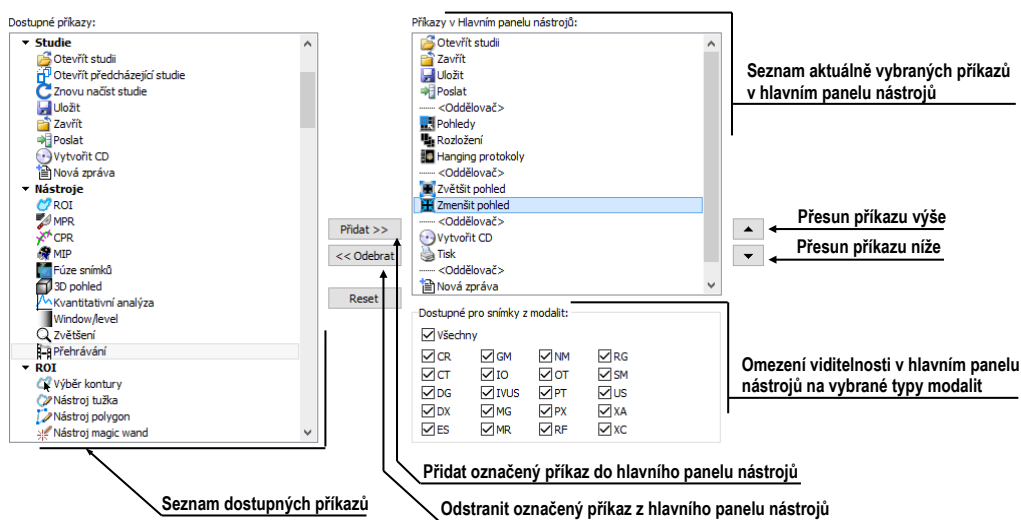 Dostupné příkazy:
Studie
Otevřít studii
Otevřít předcházející studie
Znovu načíst studie
Uložit
Zavřít
Poslat
Vytvořit CD
Nová zpráva
Nástroje
ROI
MPR
CPR
MIP
Fúze snímků
3D pohled
Kvantitativní analýza
Window/level
Zvětšení
Přehrávání
ROI
Výběr kontury
Nástroj tužka
Nástroj polygon
Nástroj magic wand
Přidat >>
<< Odebrat
Reset
Příkazy v Hlavním panelu nástrojů:
Otevřít studii
Zavřít
Uložit
Poslat
<Oddělovač>
Pohledy
Rozložení
Hanging protokoly
<Oddělovač>
Zvětšit pohled
Zmenšit pohled
<Oddělovač>
Vytvořit CD
Tisk
<Oddělovač>
Nová zpráva
Dostupné pro snímky z modalit:
Všechny
CR GM NM RG
CT IO OT SM
DG IVUS PT US
DX MG PX XA
ES MR RF XC
Seznam aktuálně vybraných příkazů
v hlavním panelu nástrojů
Přesun příkazu výše
Přesun příkazu níže
Omezení viditelnosti v hlavním panelu
nástrojů na vybrané typy modalit
Přidat označený příkaz do hlavního panelu nástrojů
Seznam dostupných příkazů
Odstranit označený příkaz z hlavního panelu nástrojů